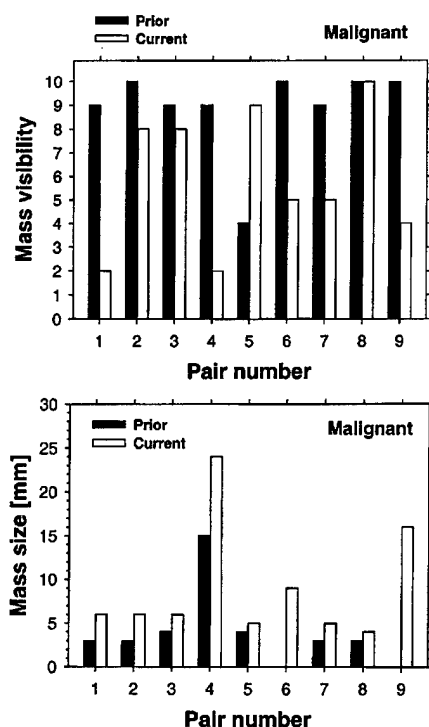 Prior
Current
Malignant
10
9
8
7
6
5
4
3
2
1
0
Mass visibility
1 2 3 4 5 6 7 8 9
Pair number
30
25
20
15
10
5
0
Mass size [mm]
Prior
Current
Malignant
1 2 3 4 5 6 7 8 9
Pair number